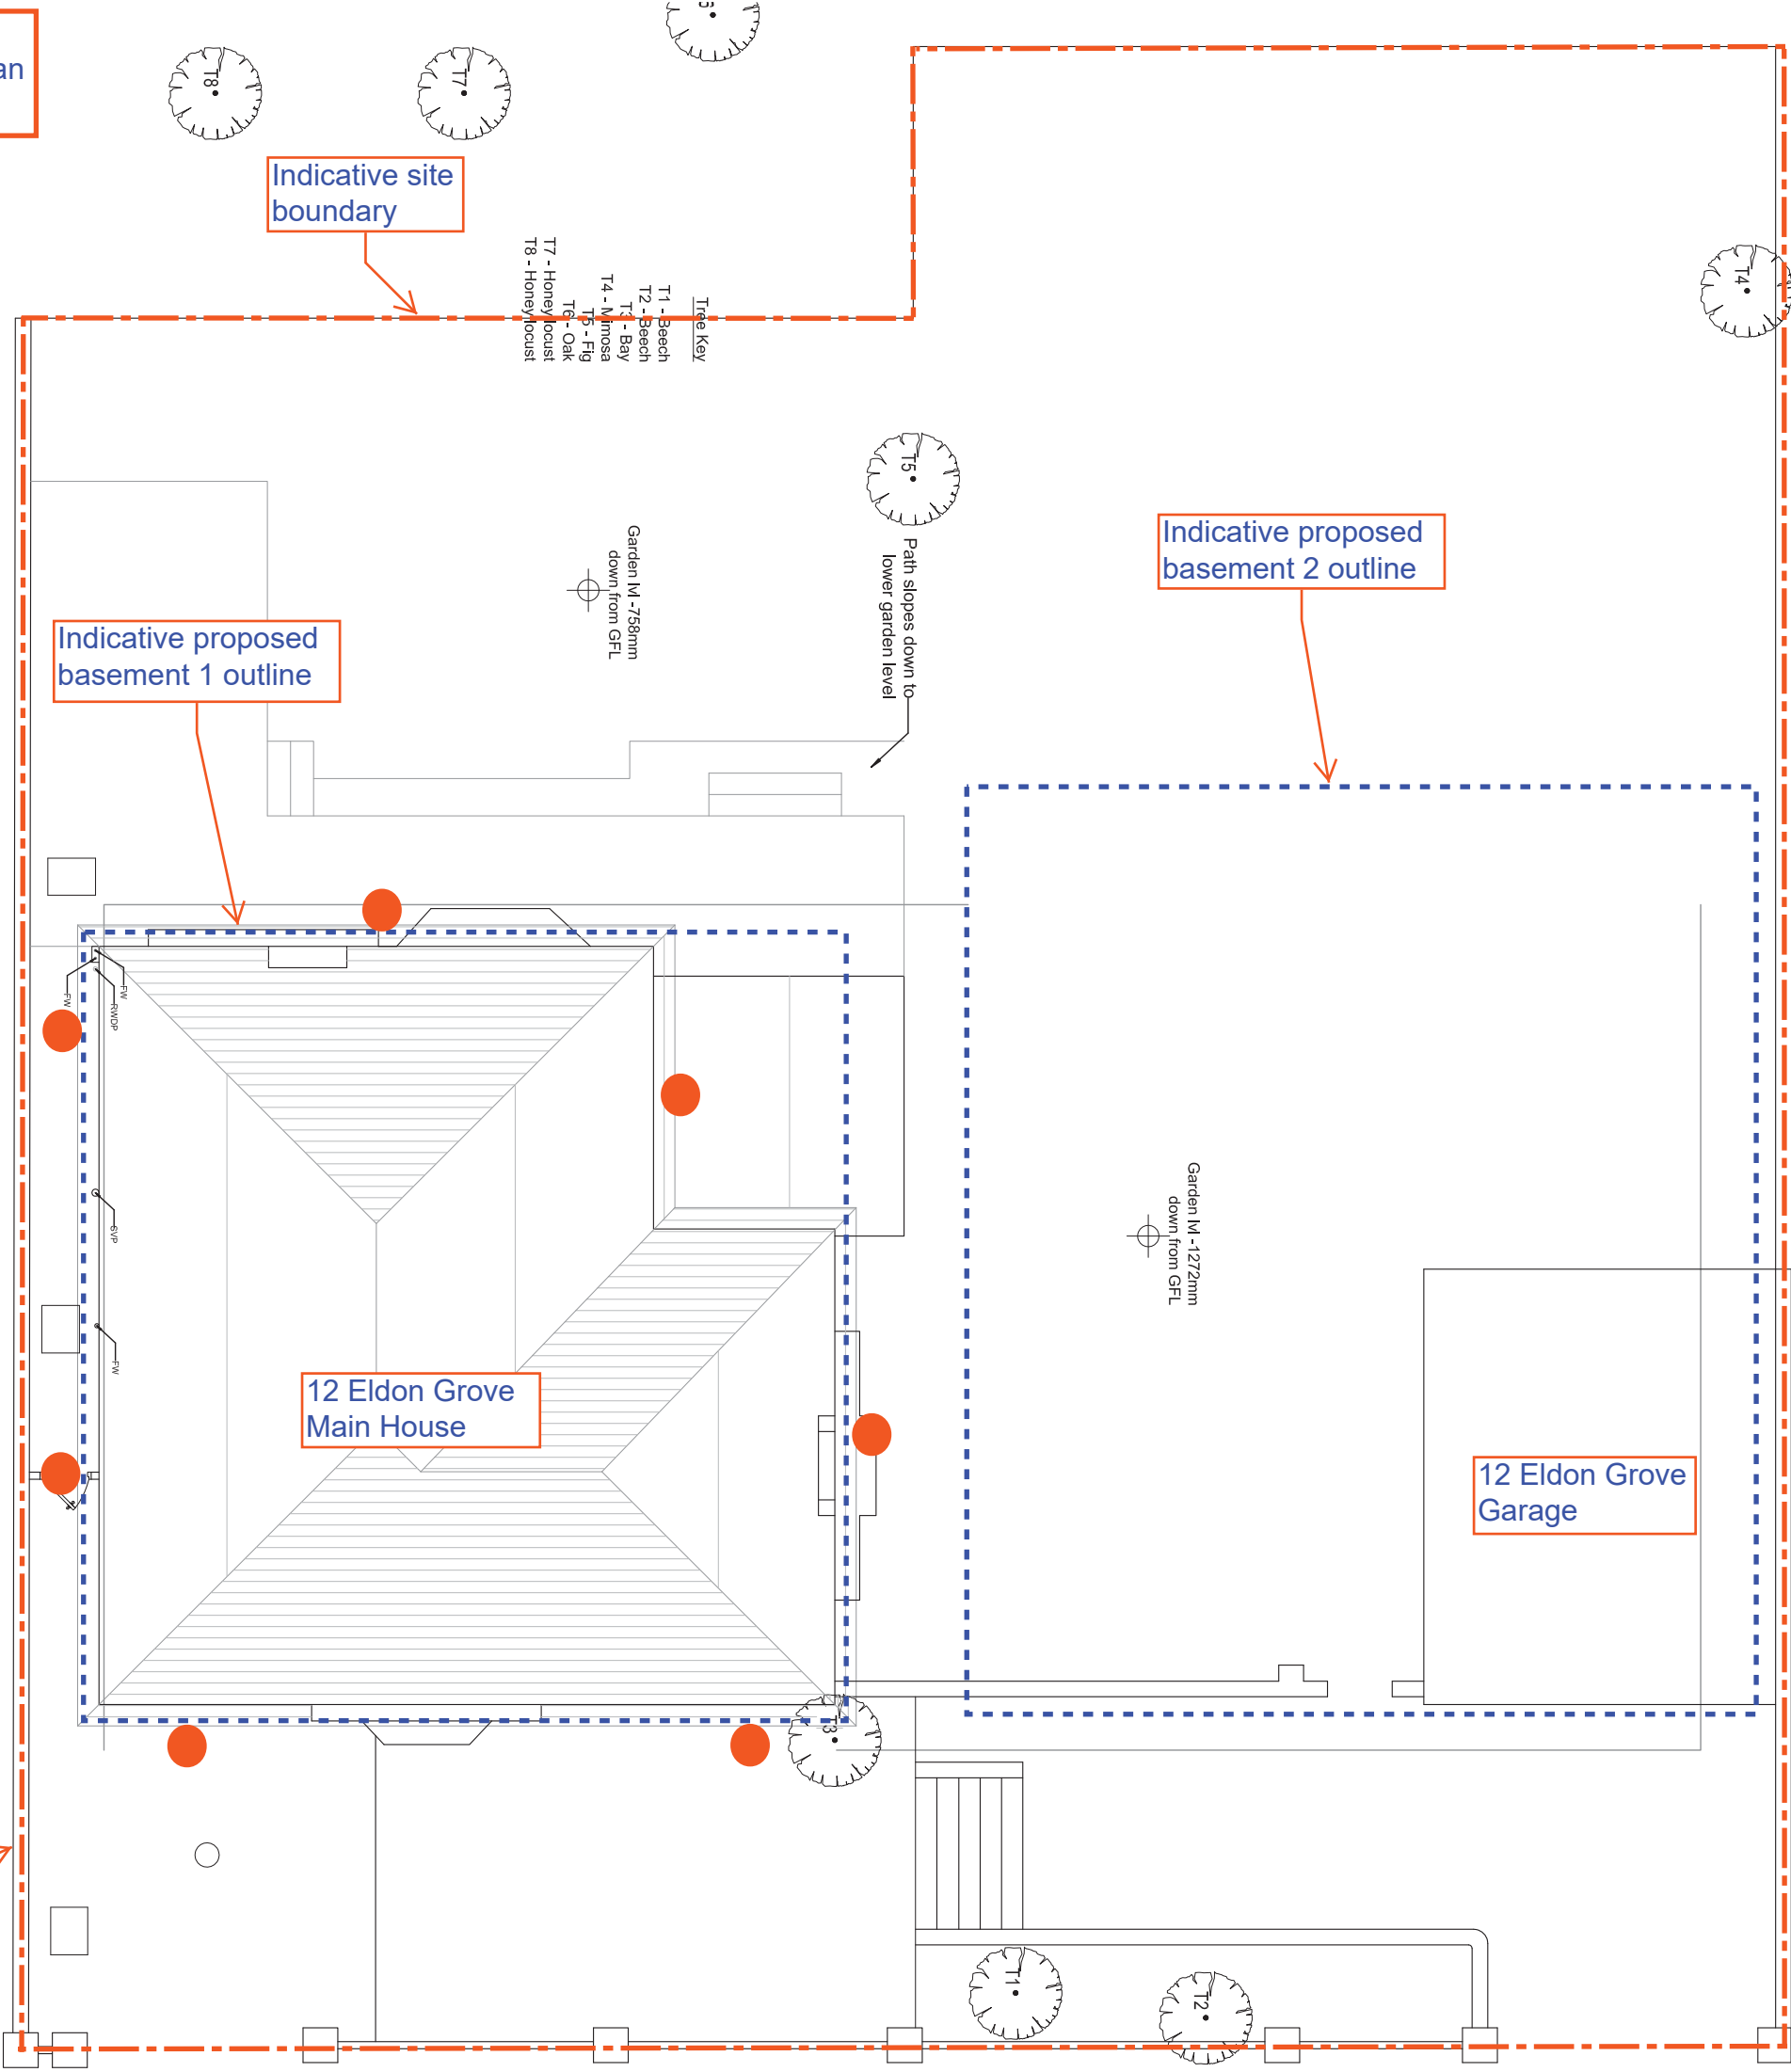 an
T8
T7
T4
Indicative site
boundary
Tree Key
T1 - Beech
T2 - Beech
T3 - Bay
T4 - Mimosa
T5 - Fig
T6 - Oak
T7 - Honey locust
T8 - Honey locust
T5
Path slopes down to
lower garden level
Garden lvl -758mm
down from GFL
Indicative proposed
basement 2 outline
Indicative proposed
basement 1 outline
FW
FW
RWDP
SVP
FW
Garden lvl -1272mm
down from GFL
12 Eldon Grove
Main House
12 Eldon Grove
Garage
T3
T1
T2